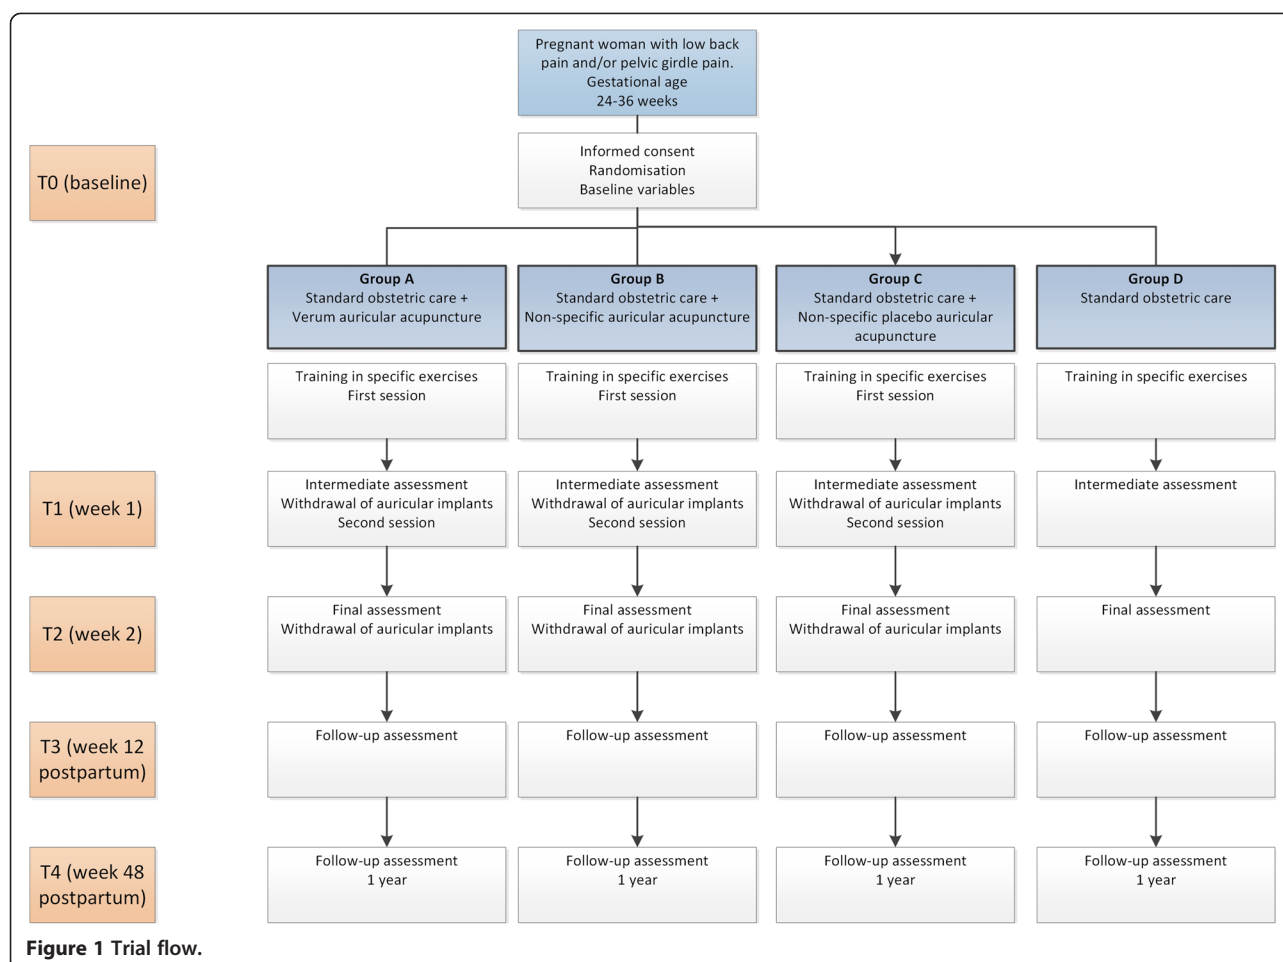 Pregnant woman with low back
pain and/or pelvic girdle pain.
Gestational age
24-36 weeks
T0 (baseline)
Informed consent
Randomisation
Baseline variables
Group A
Standard obstetric care +
Verum auricular acupuncture
Group B
Standard obstetric care +
Non-specific auricular acupuncture
Group C
Standard obstetric care +
Non-specific placebo auricular
acupuncture
Group D
Standard obstetric care
Training in specific exercises
First session
Training in specific exercises
First session
Training in specific exercises
First session
Training in specific exercises
T1 (week 1)
Intermediate assessment
Withdrawal of auricular implants
Second session
Intermediate assessment
Withdrawal of auricular implants
Second session
Intermediate assessment
Withdrawal of auricular implants
Second session
Intermediate assessment
T2 (week 2)
Final assessment
Withdrawal of auricular implants
Final assessment
Withdrawal of auricular implants
Final assessment
Withdrawal of auricular implants
Final assessment
T3 (week 12
postpartum)
Follow-up assessment
Follow-up assessment
Follow-up assessment
Follow-up assessment
T4 (week 48
postpartum)
Follow-up assessment
1 year
Follow-up assessment
1 year
Follow-up assessment
1 year
Follow-up assessment
1 year
Figure 1 Trial flow.